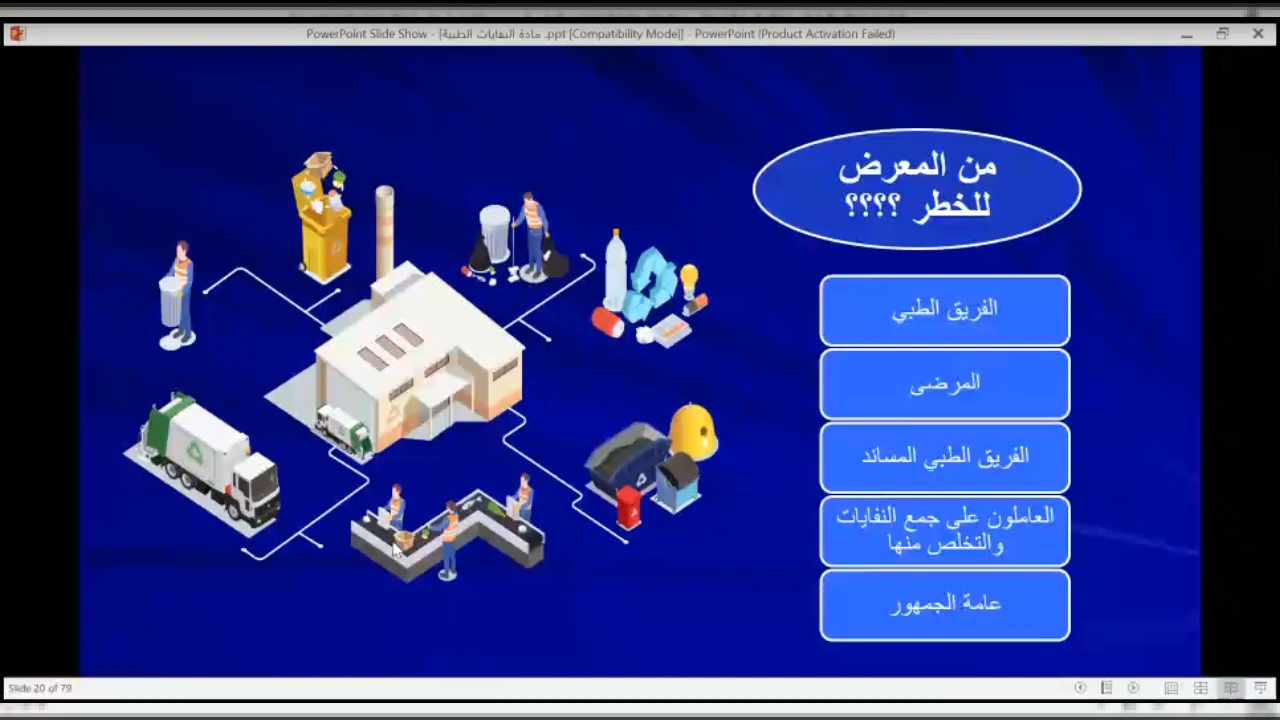 PowerPoint Slide Show - [مادة النفايات الطبية .ppt [Compatibility Mode]] - PowerPoint (Product Activation Failed)
من المعرض
للخطر ؟؟؟؟
الفريق الطبي
المرضى
الفريق الطبي المساند
العاملون على جمع النفايات
والتخلص منها
عامة الجمهور
Slide 20 of 79